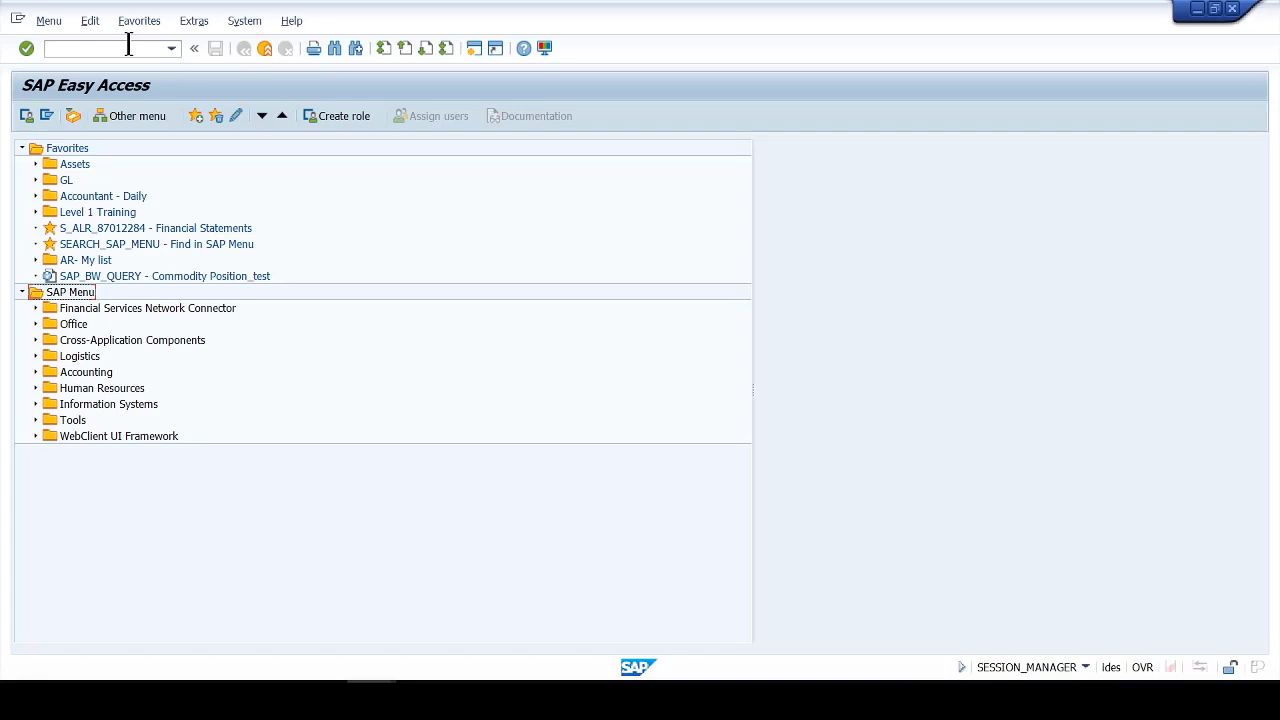 Menu Edit Favorites Extras System Help
SAP Easy Access
Other menu Create role Assign users Documentation
Favorites
Assets
GL
Accountant - Daily
Level 1 Training
S_ALR_87012284 - Financial Statements
SEARCH_SAP_MENU - Find in SAP Menu
AR- My list
SAP_BW_QUERY - Commodity Position_test
SAP Menu
Financial Services Network Connector
Office
Cross-Application Components
Logistics
Accounting
Human Resources
Information Systems
Tools
WebClient UI Framework
SAP SESSION_MANAGER Ides OVR